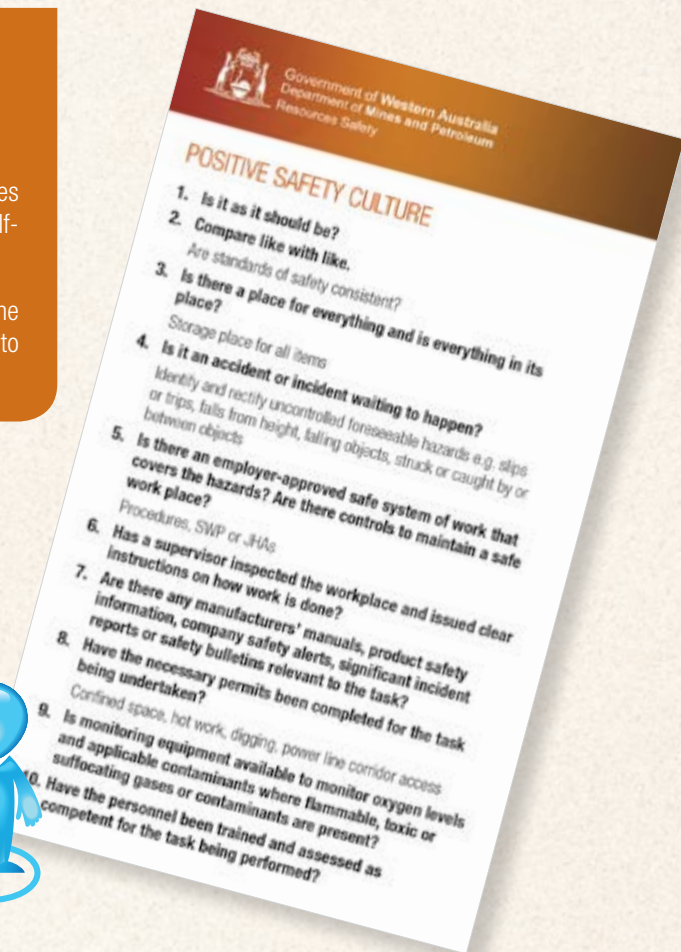 es
lf-
ne
to
Government of Western Australia
Department of Mines and Petroleum
Resources Safety
POSITIVE SAFETY CULTURE
1. Is it as it should be?
2. Compare like with like.
Are standards of safety consistent?
3. Is there a place for everything and is everything in its
place?
Storage place for all items
4. Is it an accident or incident waiting to happen?
Identify and rectify uncontrolled foreseeable hazards e.g. slips
or trips, falls from height, falling objects, struck or caught by or
between objects
5. Is there an employer-approved safe system of work that
covers the hazards? Are there controls to maintain a safe
work place?
Procedures, SWP or JHAs
6. Has a supervisor inspected the workplace and issued clear
instructions on how work is done?
7. Are there any manufacturers' manuals, product safety
information, company safety alerts, significant incident
reports or safety bulletins relevant to the task?
8. Have the necessary permits been completed for the task
being undertaken?
Confined space, hot work, digging, power line corridor access
9. Is monitoring equipment available to monitor oxygen levels
and applicable contaminants where flammable, toxic or
suffocating gases or contaminants are present?
10. Have the personnel been trained and assessed as
competent for the task being performed?